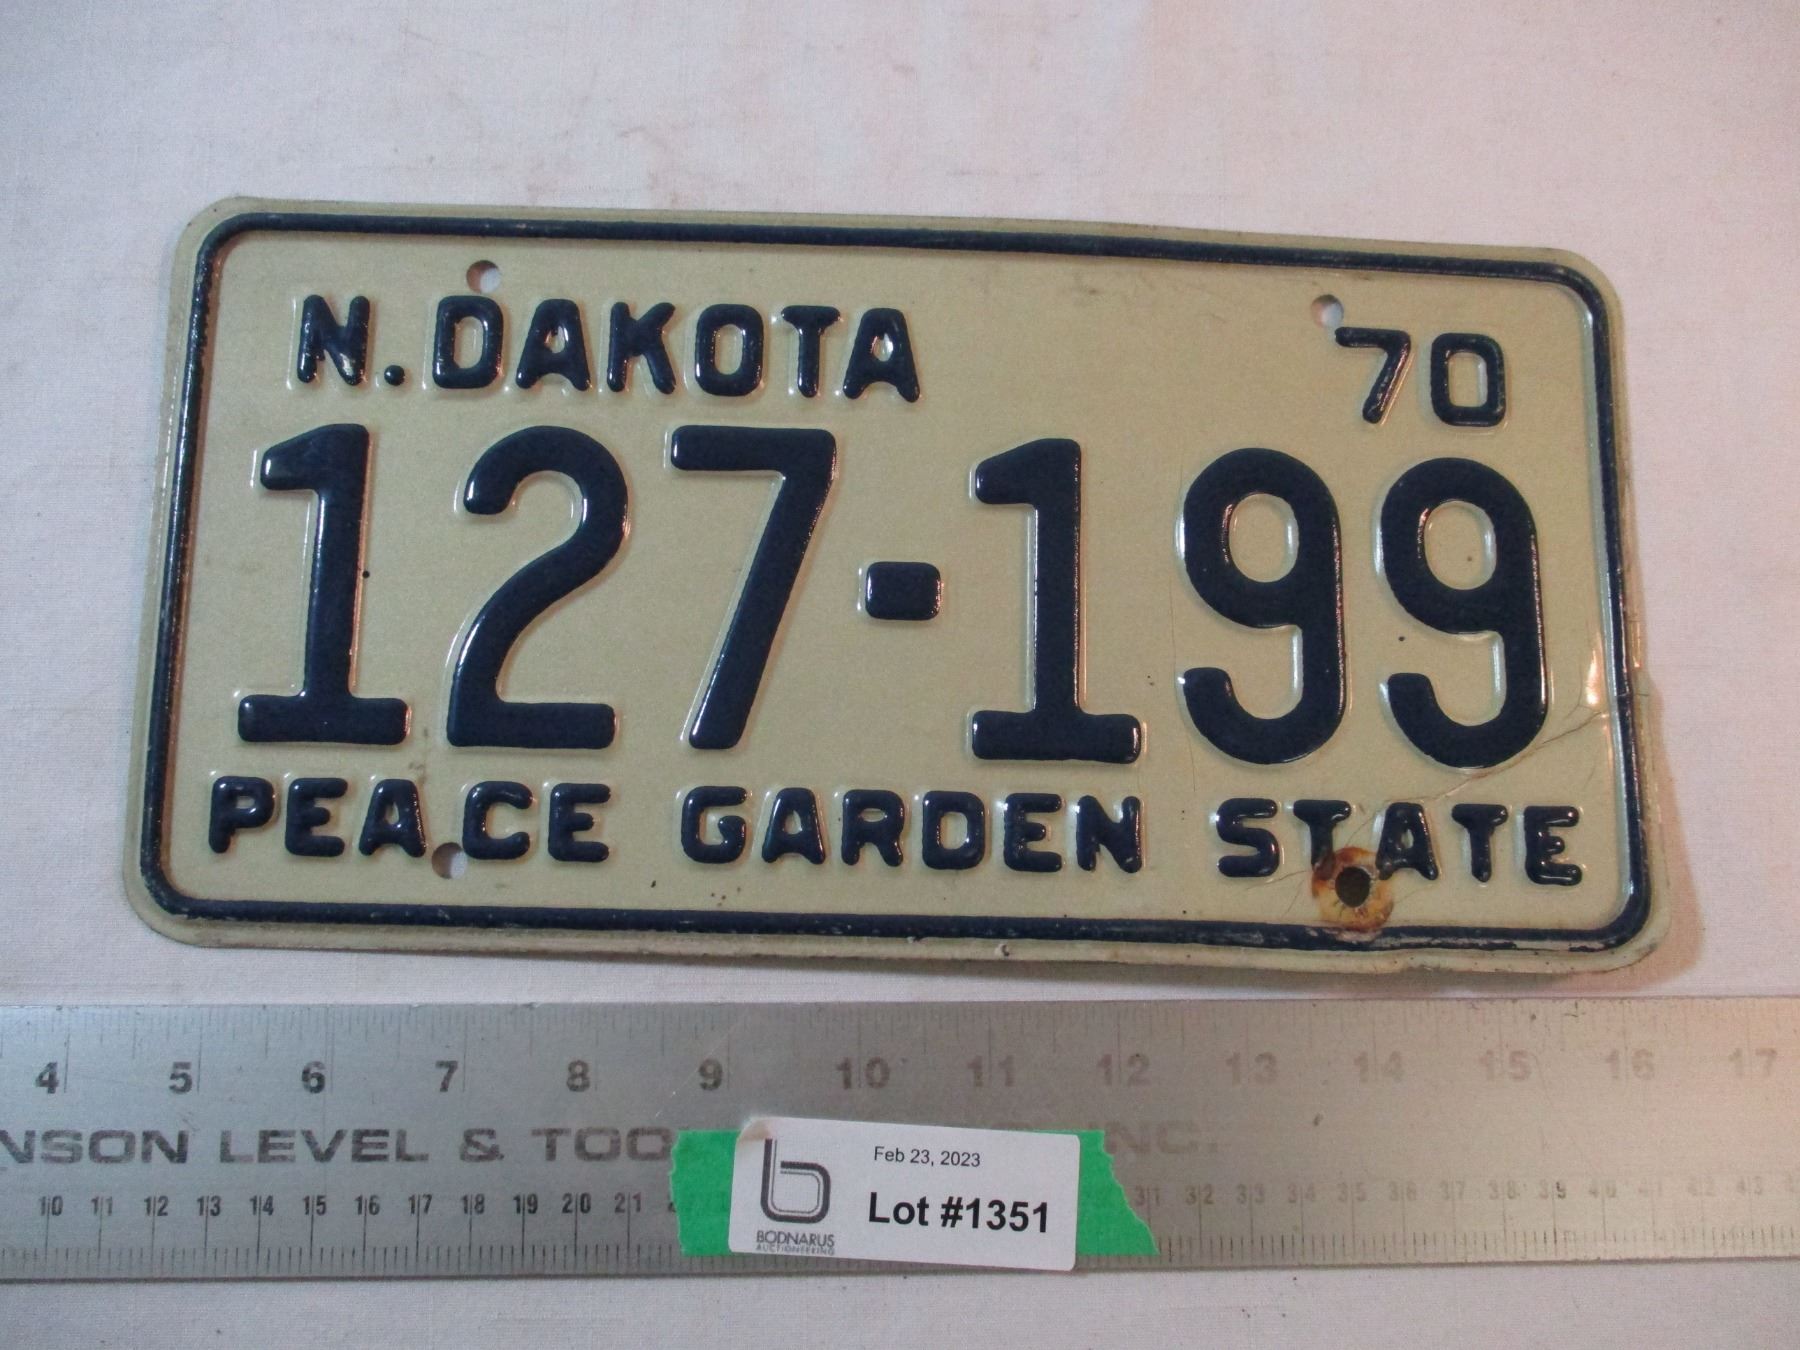 N. DAKOTA 70
127-199
PEACE GARDEN STATE
4 5 6 7 8 9 10 11 12 13 14 15 16 17
NSON LEVEL & TOO INC.
Feb 23, 2023
Lot #1351
BODNARUS
AUCTIONEERING
10 11 12 13 14 15 16 17 18 19 20 21 31 32 33 34 35 36 37 38 39 40 41 42 43